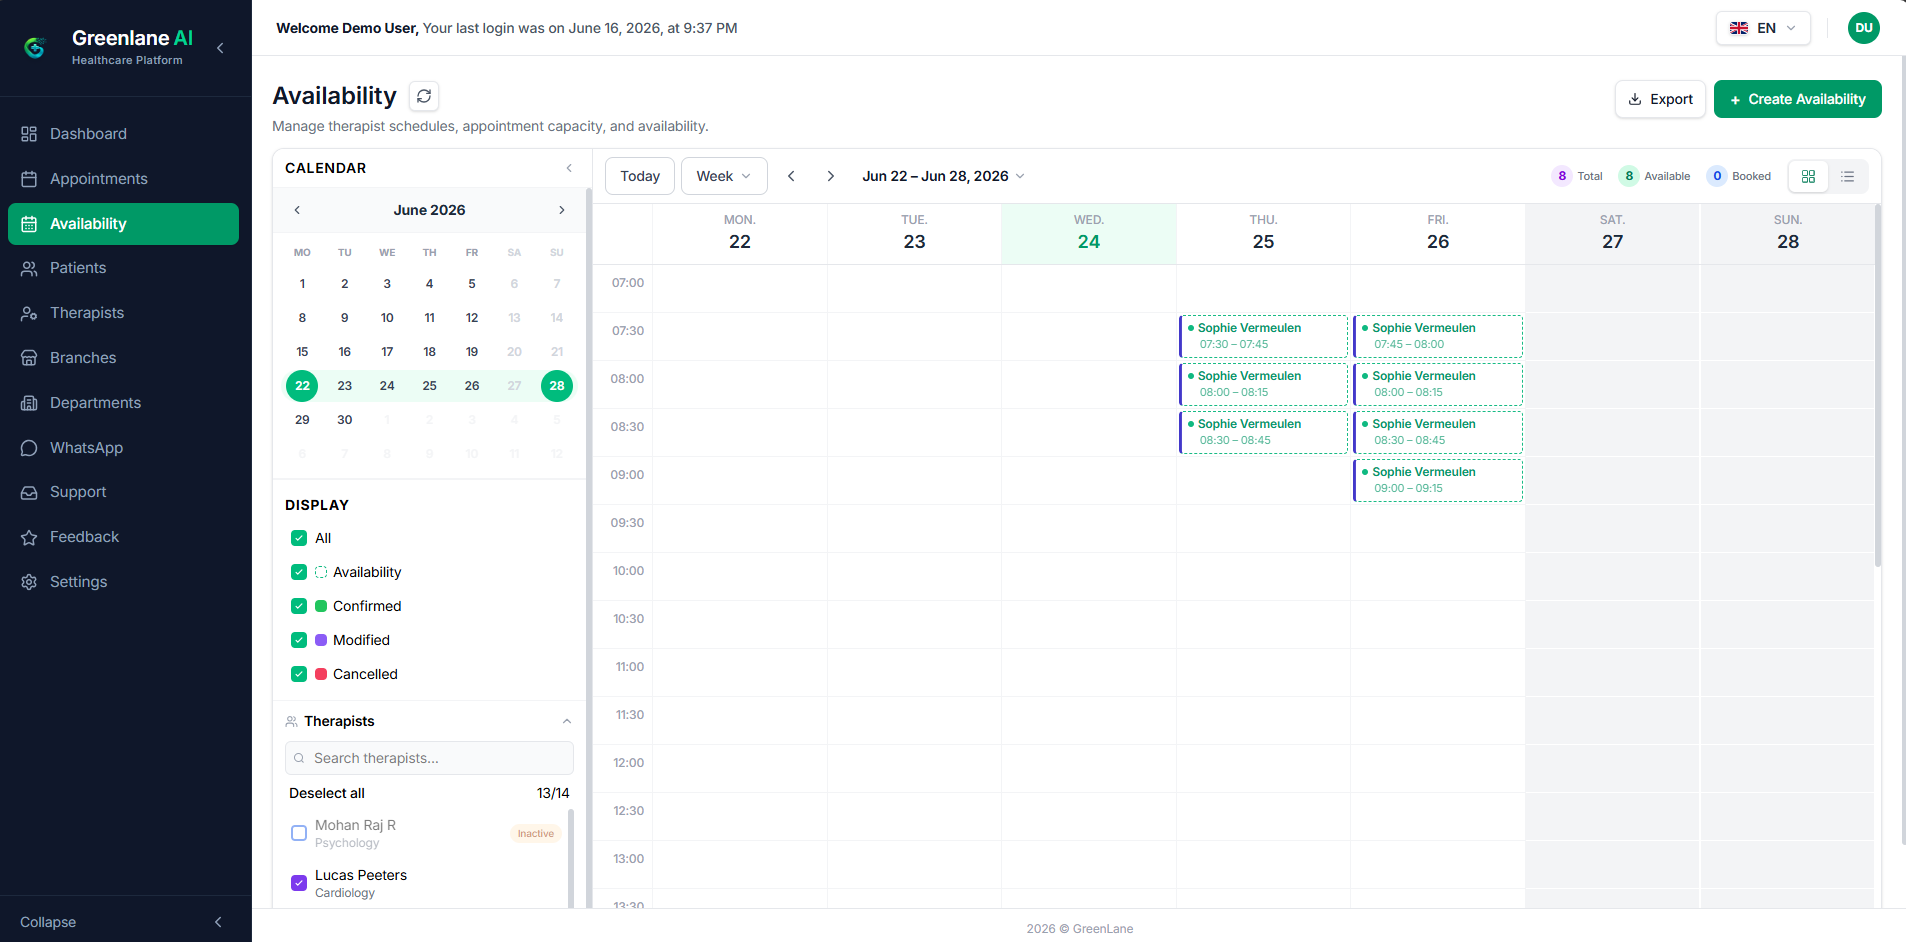 Greenlane AI
Healthcare Platform
Dashboard
Appointments
Availability
Patients
Therapists
Branches
Departments
WhatsApp
Support
Feedback
Settings
Collapse
Welcome Demo User, Your last login was on June 16, 2026, at 9:37 PM
EN
DU
Availability
Manage therapist schedules, appointment capacity, and availability.
Export
+ Create Availability
CALENDAR
June 2026
MO TU WE TH FR SA SU
1 2 3 4 5 6 7
8 9 10 11 12 13 14
15 16 17 18 19 20 21
22 23 24 25 26 27 28
29 30 1 2 3 4 5
6 7 8 9 10 11 12
DISPLAY
All
Availability
Confirmed
Modified
Cancelled
Therapists
Search therapists...
Deselect all 13/14
Mohan Raj R
Psychology
Inactive
Lucas Peeters
Cardiology
Today
Week
Jun 22 – Jun 28, 2026
8 Total
8 Available
0 Booked
MON. TUE. WED. THU. FRI. SAT. SUN.
22 23 24 25 26 27 28
07:00
07:30
Sophie Vermeulen
07:30 – 07:45
Sophie Vermeulen
07:45 – 08:00
08:00
Sophie Vermeulen
08:00 – 08:15
Sophie Vermeulen
08:00 – 08:15
08:30
Sophie Vermeulen
08:30 – 08:45
Sophie Vermeulen
08:30 – 08:45
09:00
Sophie Vermeulen
09:00 – 09:15
09:30
10:00
10:30
11:00
11:30
12:00
12:30
13:00
13:30
2026 © GreenLane